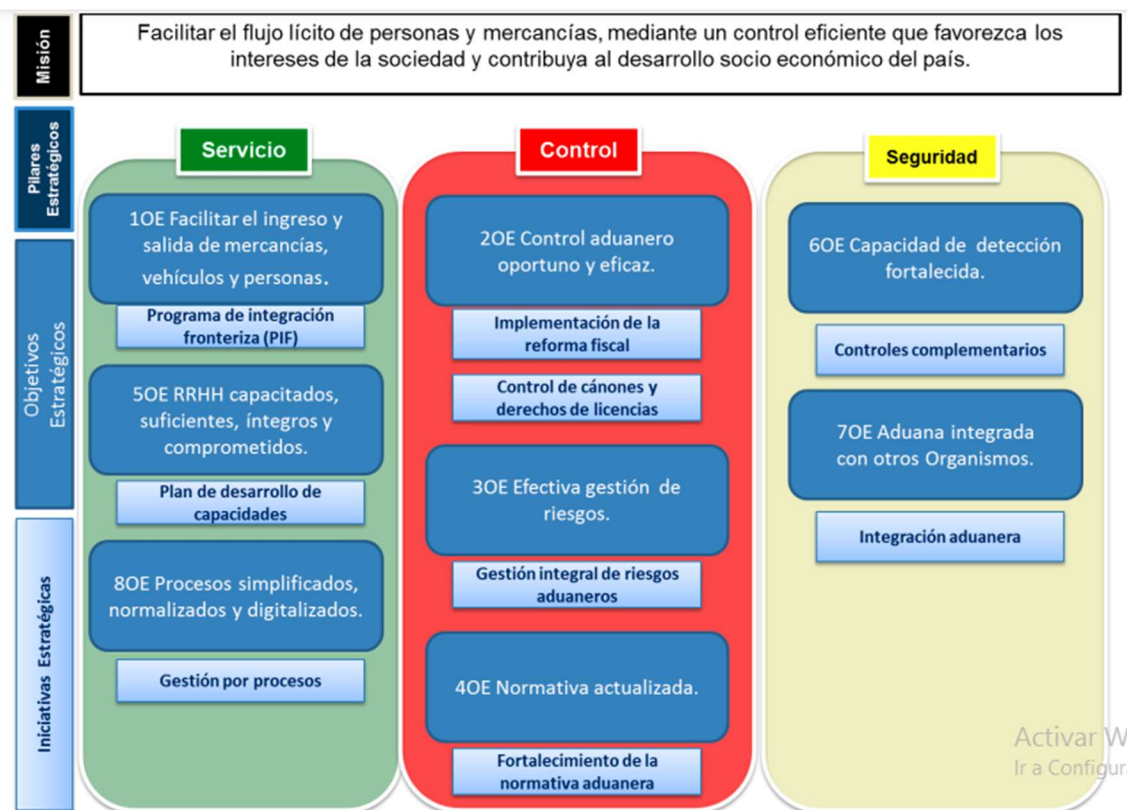 Misión
Facilitar el flujo lícito de personas y mercancías, mediante un control eficiente que favorezca los
intereses de la sociedad y contribuya al desarrollo socio económico del país.
Pilares
Estratégicos
Objetivos
Estratégicos
Iniciativas Estratégicas
Servicio
1OE Facilitar el ingreso y
salida de mercancías,
vehículos y personas.
Programa de integración
fronteriza (PIF)
5OE RRHH capacitados,
suficientes, íntegros y
comprometidos.
Plan de desarrollo de
capacidades
8OE Procesos simplificados,
normalizados y digitalizados.
Gestión por procesos
Control
2OE Control aduanero
oportuno y eficaz.
Implementación de la
reforma fiscal
Control de cánones y
derechos de licencias
3OE Efectiva gestión de
riesgos.
Gestión integral de riesgos
aduaneros
4OE Normativa actualizada.
Fortalecimiento de la
normativa aduanera
Seguridad
6OE Capacidad de detección
fortalecida.
Controles complementarios
7OE Aduana integrada
con otros Organismos.
Integración aduanera
Activar W
Ir a Configura